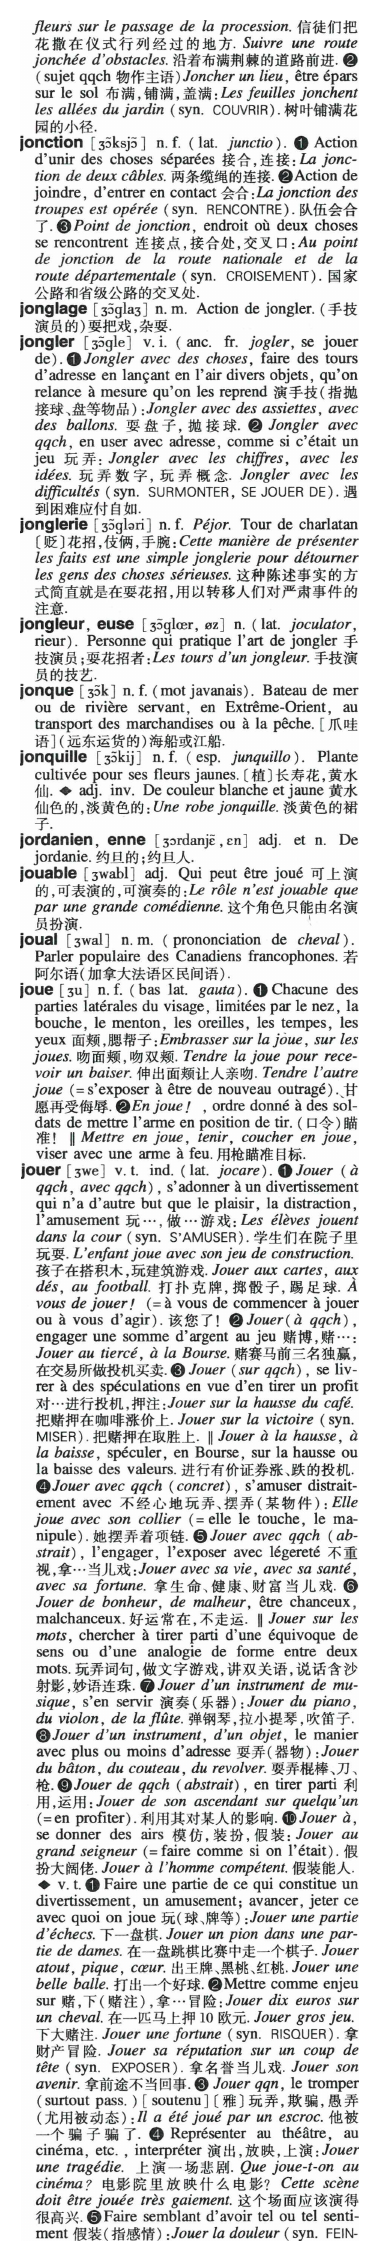 fleurs sur le passage de la procession. 信徒们把
花撒在仪式行列经过的地方. Suivre une route
jonchée d'obstacles. 沿着布满荆棘的道路前进. ❷
(sujet qqch 物作主语) Joncher un lieu, être épars
sur le sol 布满,铺满,盖满: Les feuilles jonchent
les allées du jardin (syn. COUVRIR). 树叶铺满花
园的小径.
jonction [ʒɔ̃ksjɔ̃] n. f. (lat. junctio). ❶ Action
d'unir des choses séparées 接合,连接: La jonc-
tion de deux câbles. 两条缆绳的连接. ❷ Action de
joindre, d'entrer en contact 会合: La jonction des
troupes est opérée (syn. RENCONTRE). 队伍会合
了. ❸ Point de jonction, endroit où deux choses
se rencontrent 连接点,接合处,交叉口: Au point
de jonction de la route nationale et de la
route départementale (syn. CROISEMENT). 国家
公路和省级公路的交叉处.
jonglage [ʒɔ̃glaʒ] n. m. Action de jongler. (手技
演员的)耍把戏,杂耍.
jongler [ʒɔ̃gle] v. i. (anc. fr. jogler, se jouer
de). ❶ Jongler avec des choses, faire des tours
d'adresse en lançant en l'air divers objets, qu'on
relance à mesure qu'on les reprend 演手技(指抛
接球、盘等物品): Jongler avec des assiettes, avec
des ballons. 耍盘子,抛接球. ❷ Jongler avec
qqch, en user avec adresse, comme si c'était un
jeu 玩弄: Jongler avec les chiffres, avec les
idées. 玩弄数字,玩弄概念. Jongler avec les
difficultés (syn. SURMONTER, SE JOUER DE). 遇
到困难应付自如.
jonglerie [ʒɔ̃gləri] n. f. Péjor. Tour de charlatan
[贬]花招,伎俩,手腕: Cette manière de présenter
les faits est une simple jonglerie pour détourner
les gens des choses sérieuses. 这种陈述事实的方
式简直就是在耍花招,用以转移人们对严肃事件的
注意.
jongleur, euse [ʒɔ̃glœr, øz] n. (lat. joculator,
rieur). Personne qui pratique l'art de jongler 手
技演员;耍花招者: Les tours d'un jongleur. 手技演
员的技艺.
jonque [ʒɔ̃k] n. f. (mot javanais). Bateau de mer
ou de rivière servant, en Extrême-Orient, au
transport des marchandises ou à la pêche. [爪哇
语](远东运货的)海船或江船.
jonquille [ʒɔ̃kij] n. f. (esp. junquillo). Plante
cultivée pour ses fleurs jaunes. [植]长寿花,黄水
仙. ◆ adj. inv. De couleur blanche et jaune 黄水
仙色的,淡黄色的: Une robe jonquille. 淡黄色的裙
子.
jordanien, enne [ʒɔrdanjɛ̃, ɛn] adj. et n. De
jordanie. 约旦的;约旦人.
jouable [ʒwabl] adj. Qui peut être joué 可上演
的,可表演的,可演奏的: Le rôle n'est jouable que
par une grande comédienne. 这个角色只能由名演
员扮演.
joual [ʒwal] n. m. (prononciation de cheval).
Parler populaire des Canadiens francophones. 若
阿尔语(加拿大法语区民间语).
joue [ʒu] n. f. (bas lat. gauta). ❶ Chacune des
parties latérales du visage, limitées par le nez, la
bouche, le menton, les oreilles, les tempes, les
yeux 面颊,腮帮子: Embrasser sur la joue, sur les
joues. 吻面颊,吻双颊. Tendre la joue pour rece-
voir un baiser. 伸出面颊让人亲吻. Tendre l'autre
joue (= s'exposer à être de nouveau outragé). 甘
愿再受侮辱. ❷ En joue! , ordre donné à des sol-
dats de mettre l'arme en position de tir. (口令)瞄
准! ‖ Mettre en joue, tenir, coucher en joue,
viser avec une arme à feu. 用枪瞄准目标.
jouer [ʒwe] v. t. ind. (lat. jocare). ❶ Jouer (à
qqch, avec qqch), s'adonner à un divertissement
qui n'a d'autre but que le plaisir, la distraction,
l'amusement 玩…,做…游戏: Les élèves jouent
dans la cour (syn. S'AMUSER). 学生们在院子里
玩耍. L'enfant joue avec son jeu de construction.
孩子在搭积木,玩建筑游戏. Jouer aux cartes, aux
dés, au football. 打扑克牌,掷骰子,踢足球. À
vous de jouer! (= à vous de commencer à jouer
ou à vous d'agir). 该您了! ❷ Jouer (à qqch),
engager une somme d'argent au jeu 赌博,赌…:
Jouer au tiercé, à la Bourse. 赌赛马前三名独赢,
在交易所做投机买卖. ❸ Jouer (sur qqch), se liv-
rer à des spéculations en vue d'en tirer un profit
对…进行投机,押注: Jouer sur la hausse du café.
把赌押在咖啡涨价上. Jouer sur la victoire (syn.
MISER). 把赌押在取胜上. ‖ Jouer à la hausse, à
la baisse, spéculer, en Bourse, sur la hausse ou
la baisse des valeurs. 进行有价证券涨、跌的投机.
❹ Jouer avec qqch (concret), s'amuser distrait-
ement avec 不经心地玩弄、摆弄(某物件): Elle
joue avec son collier (= elle le touche, le ma-
nipule). 她摆弄着项链. ❺ Jouer avec qqch (ab-
strait), l'engager, l'exposer avec légereté 不重
视,拿…当儿戏: Jouer avec sa vie, avec sa santé,
avec sa fortune. 拿生命、健康、财富当儿戏. ❻
Jouer de bonheur, de malheur, être chanceux,
malchanceux. 好运常在,不走运. ‖ Jouer sur les
mots, chercher à tirer parti d'une équivoque de
sens ou d'une analogie de forme entre deux
mots. 玩弄词句,做文字游戏,讲双关语,说话含沙
射影,妙语连珠. ❼ Jouer d'un instrument de mu-
sique, s'en servir 演奏(乐器): Jouer du piano,
du violon, de la flûte. 弹钢琴,拉小提琴,吹笛子.
❽ Jouer d'un instrument, d'un objet, le manier
avec plus ou moins d'adresse 耍弄(器物): Jouer
du bâton, du couteau, du revolver. 耍弄棍棒、刀、
枪. ❾ Jouer de qqch (abstrait), en tirer parti 利
用,运用: Jouer de son ascendant sur quelqu'un
(= en profiter). 利用其对某人的影响. ❿ Jouer à,
se donner des airs 模仿,装扮,假装: Jouer au
grand seigneur (= faire comme si on l'était). 假
扮大阔佬. Jouer à l'homme compétent. 假装能人.
◆ v. t. ❶ Faire une partie de ce qui constitue un
divertissement, un amusement; avancer, jeter ce
avec quoi on joue 玩(球、牌等): Jouer une partie
d'échecs. 下一盘棋. Jouer un pion dans une par-
tie de dames. 在一盘跳棋比赛中走一个棋子. Jouer
atout, pique, cœur. 出王牌、黑桃、红桃. Jouer une
belle balle. 打出一个好球. ❷ Mettre comme enjeu
sur 赌,下(赌注),拿…冒险: Jouer dix euros sur
un cheval. 在一匹马上押 10 欧元. Jouer gros jeu.
下大赌注. Jouer une fortune (syn. RISQUER). 拿
财产冒险. Jouer sa réputation sur un coup de
tête (syn. EXPOSER). 拿名誉当儿戏. Jouer son
avenir. 拿前途不当回事. ❸ Jouer qqn, le tromper
(surtout pass.) [soutenu] [雅]玩弄,欺骗,愚弄
(尤用被动态): Il a été joué par un escroc. 他被
一个骗子骗了. ❹ Représenter au théâtre, au
cinéma, etc., interpréter 演出,放映,上演: Jouer
une tragédie. 上演一场悲剧. Que joue-t-on au
cinéma? 电影院里放映什么电影? Cette scène
doit être jouée très gaiement. 这个场面应该演得
很高兴. ❺ Faire semblant d'avoir tel ou tel senti-
ment 假装(指感情): Jouer la douleur (syn. FEIN-